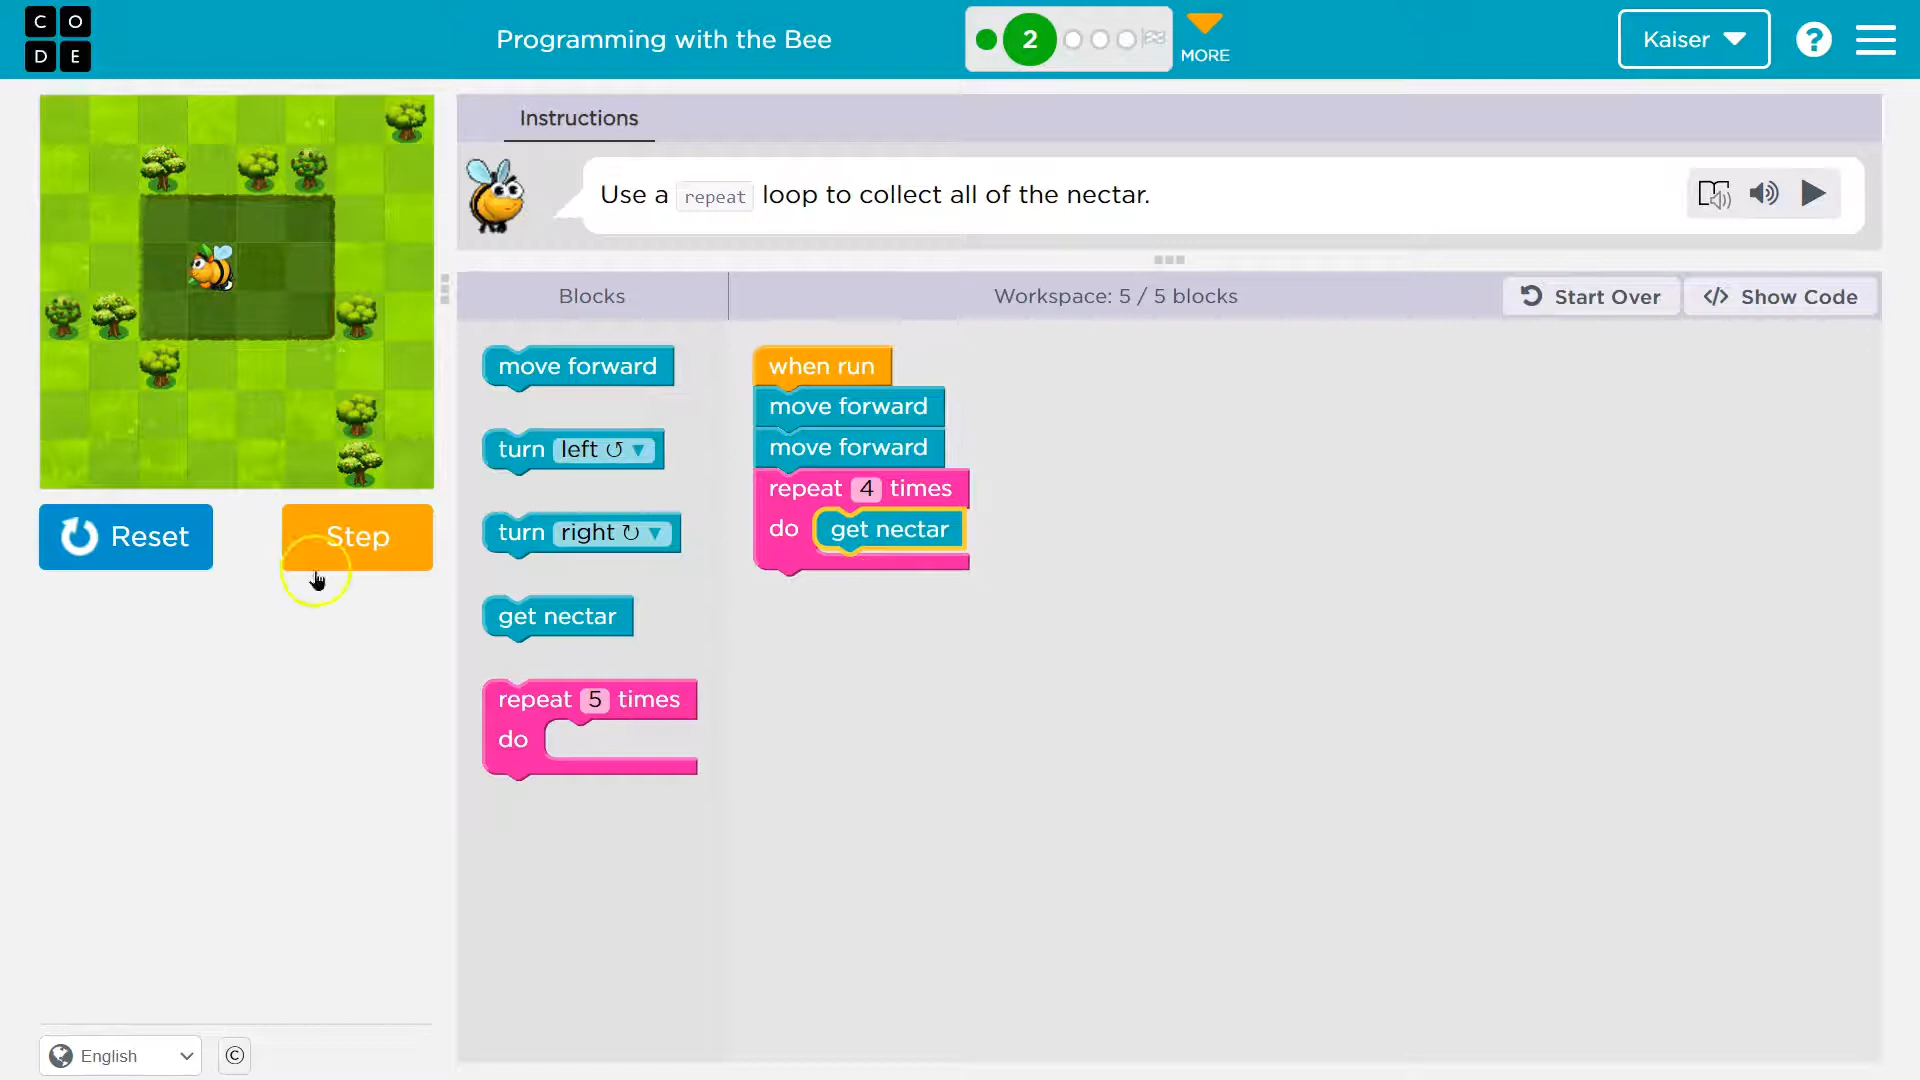 C O
D E
Programming with the Bee
2
MORE
Kaiser
?
Instructions
Use a repeat loop to collect all of the nectar.
Blocks
Workspace: 5 / 5 blocks
Start Over
</> Show Code
move forward
turn left ↺ ▼
turn right ↻ ▼
get nectar
repeat 5 times
do
when run
move forward
move forward
repeat 4 times
do get nectar
Reset
Step
English
©